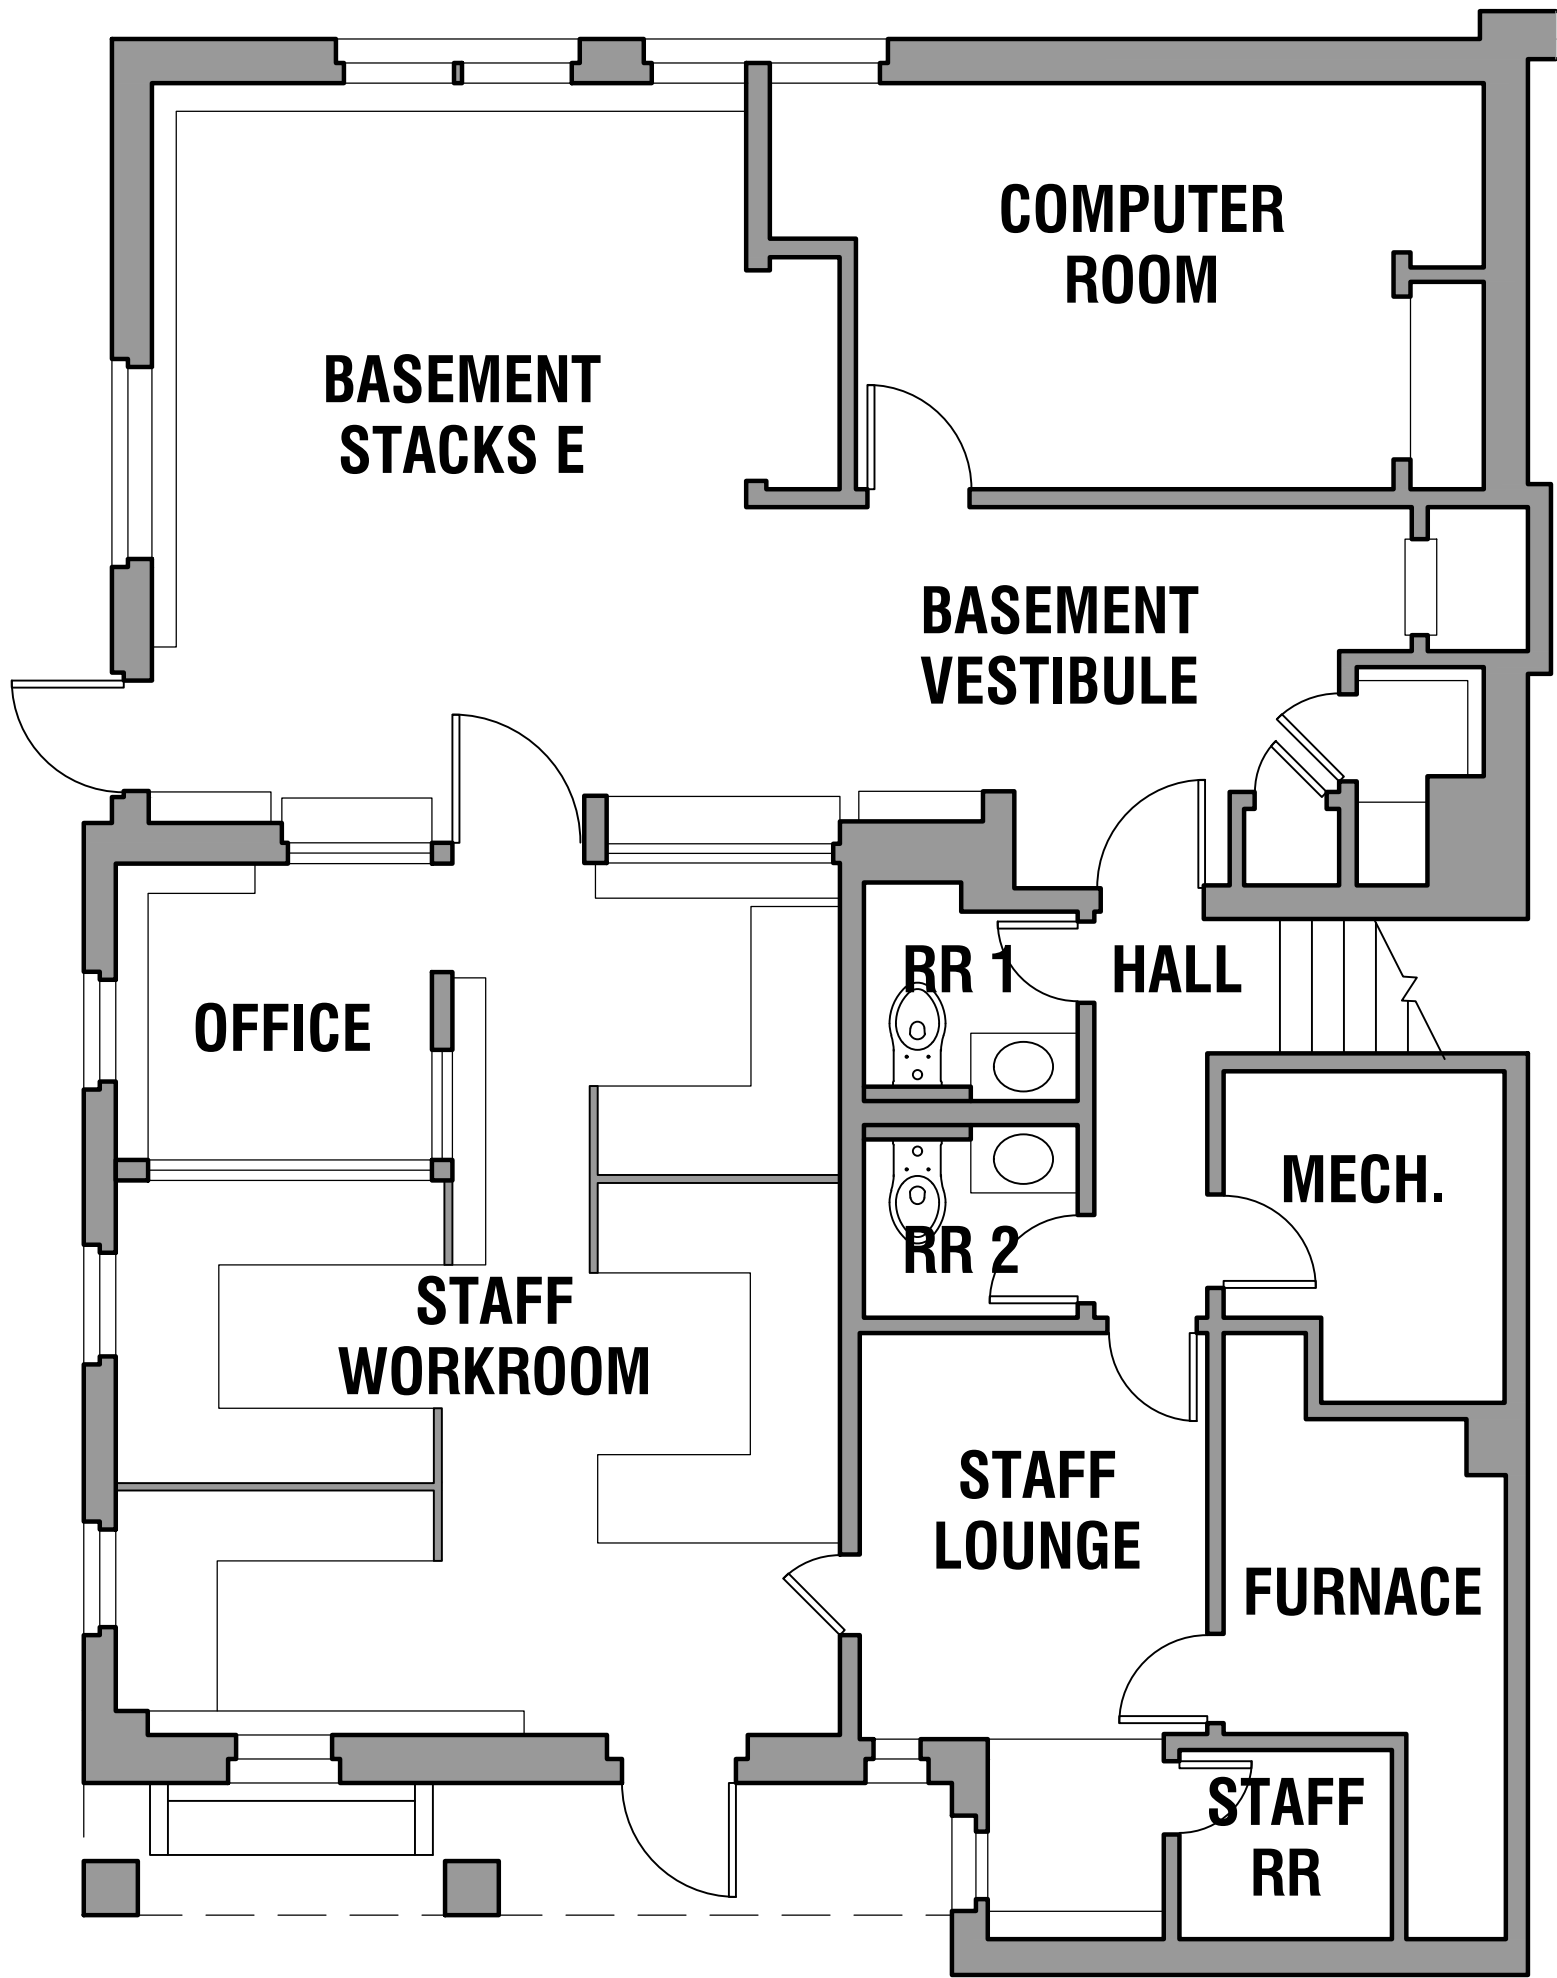 COMPUTER
ROOM
BASEMENT
STACKS E
BASEMENT
VESTIBULE
RR 1
HALL
OFFICE
MECH.
RR 2
STAFF
WORKROOM
STAFF
LOUNGE
FURNACE
STAFF
RR